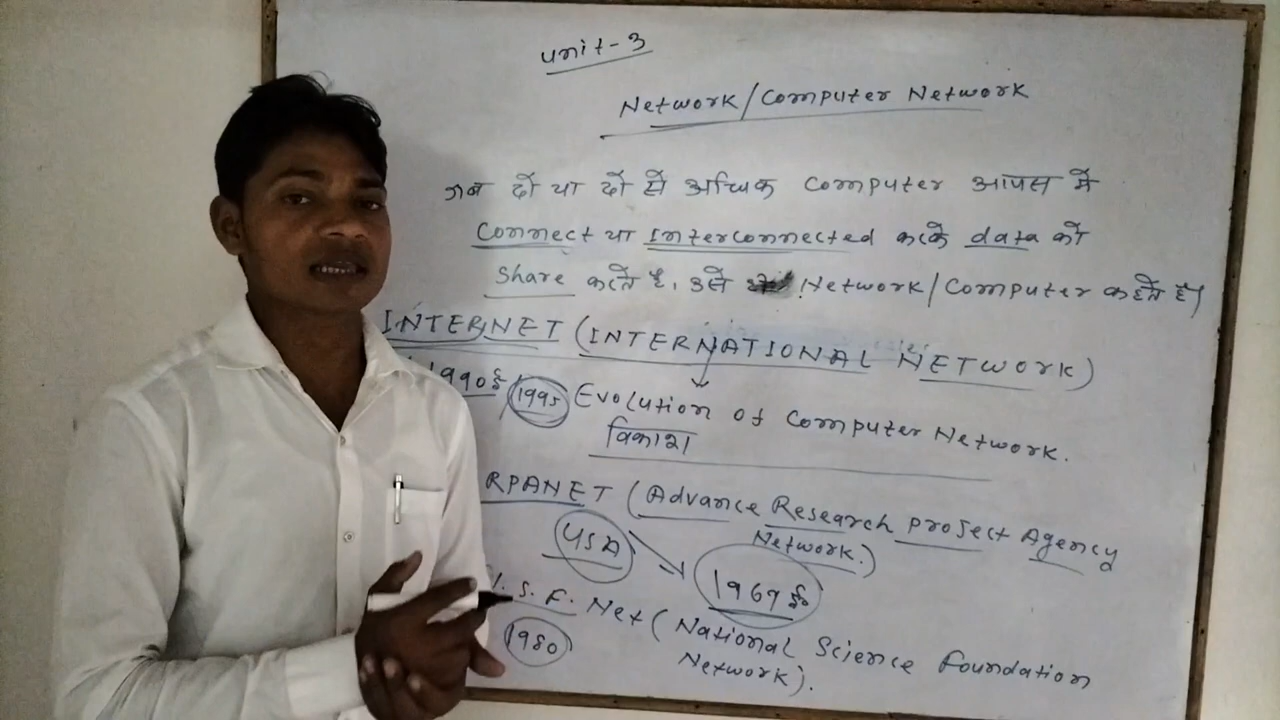 unit-3
Network/Computer Network
जब दो या दो से अधिक Computer आपस में
Connect या Interconnected करके data को
Share करते है, उसे Network/Computer कहते है।
INTERNET (INTERNATIONAL NETWORK)
1990ई 1995 Evolution of Computer Network.
विकाश
RPANET (Advance Research Project Agency
Network.)
USA 1969 ई०
S. F. Net (National Science Foundation
Network).
1980